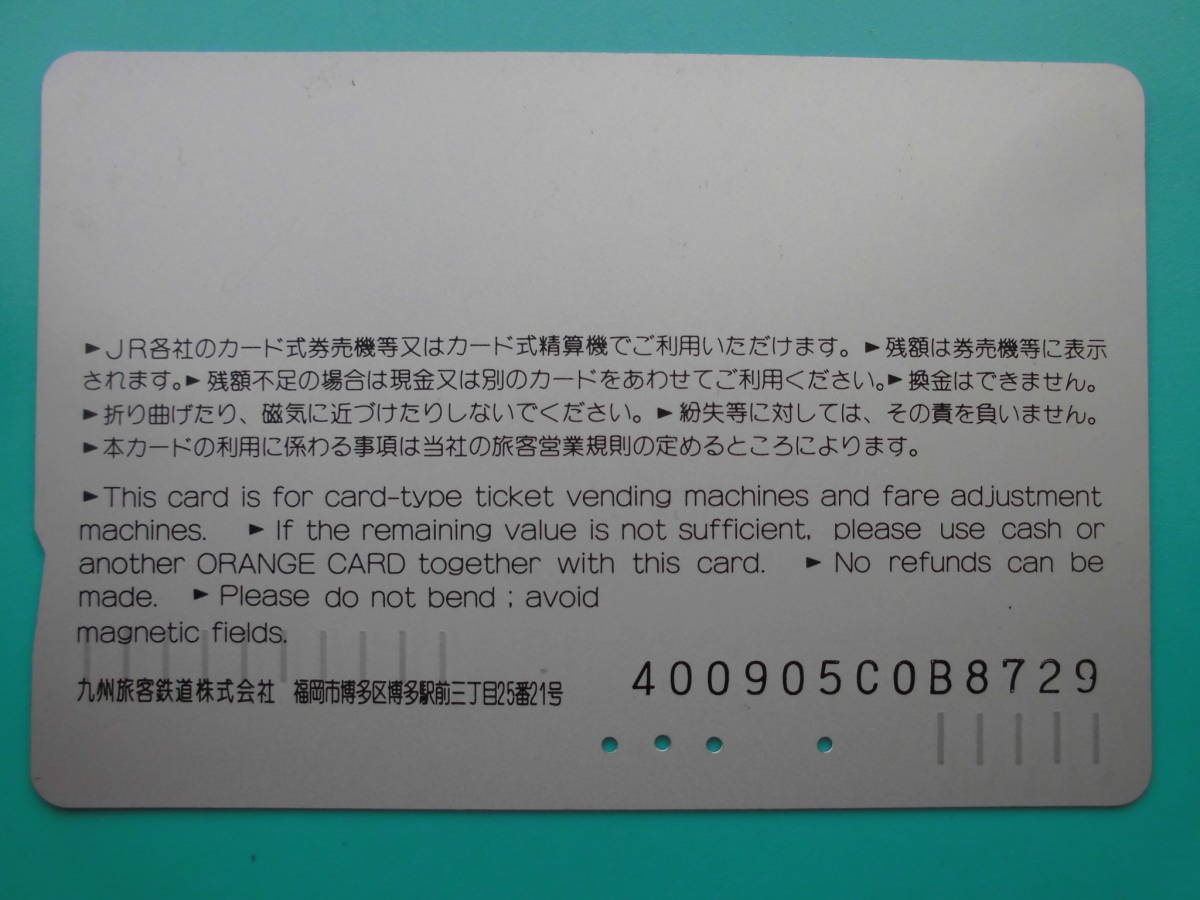 ►JR各社のカード式券売機等又はカード式精算機でご利用いただけます。►残額は券売機等に表示
されます。►残額不足の場合は現金又は別のカードをあわせてご利用ください。►換金はできません。
►折り曲げたり、磁気に近づけたりしないでください。►紛失等に対しては、その責を負いません。
►本カードの利用に係わる事項は当社の旅客営業規則の定めるところによります。
►This card is for card-type ticket vending machines and fare adjustment
machines. ►If the remaining value is not sufficient, please use cash or
another ORANGE CARD together with this card. ►No refunds can be
made. ►Please do not bend ; avoid
magnetic fields.
九州旅客鉄道株式会社 福岡市博多区博多駅前三丁目25番21号
400905C0B8729